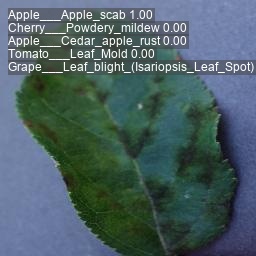 Apple___Apple_scab 1.00
Cherry___Powdery_mildew 0.00
Apple___Cedar_apple_rust 0.00
Tomato___Leaf_Mold 0.00
Grape___Leaf_blight_(Isariopsis_Leaf_Spot)